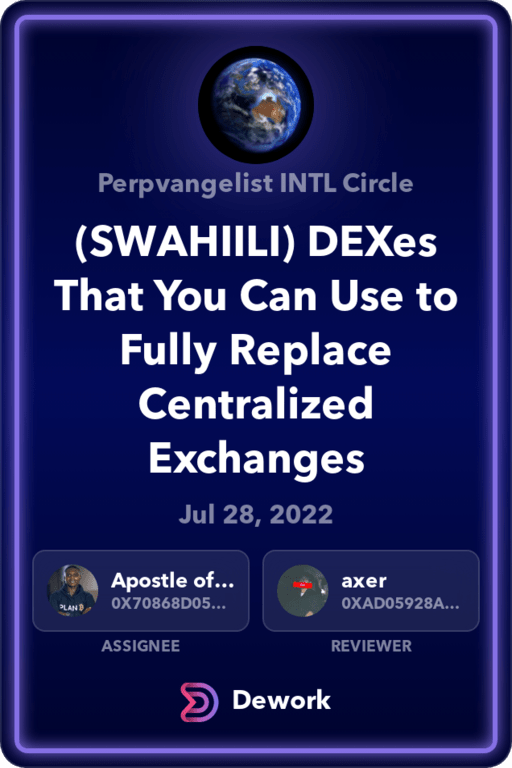 Perpvangelist INTL Circle
(SWAHIILI) DEXes
That You Can Use to
Fully Replace
Centralized
Exchanges
Jul 28, 2022
Apostle of...
0X70868D05...
PLAN B
ASSIGNEE
axer
0XAD05928A...
REVIEWER
Dework